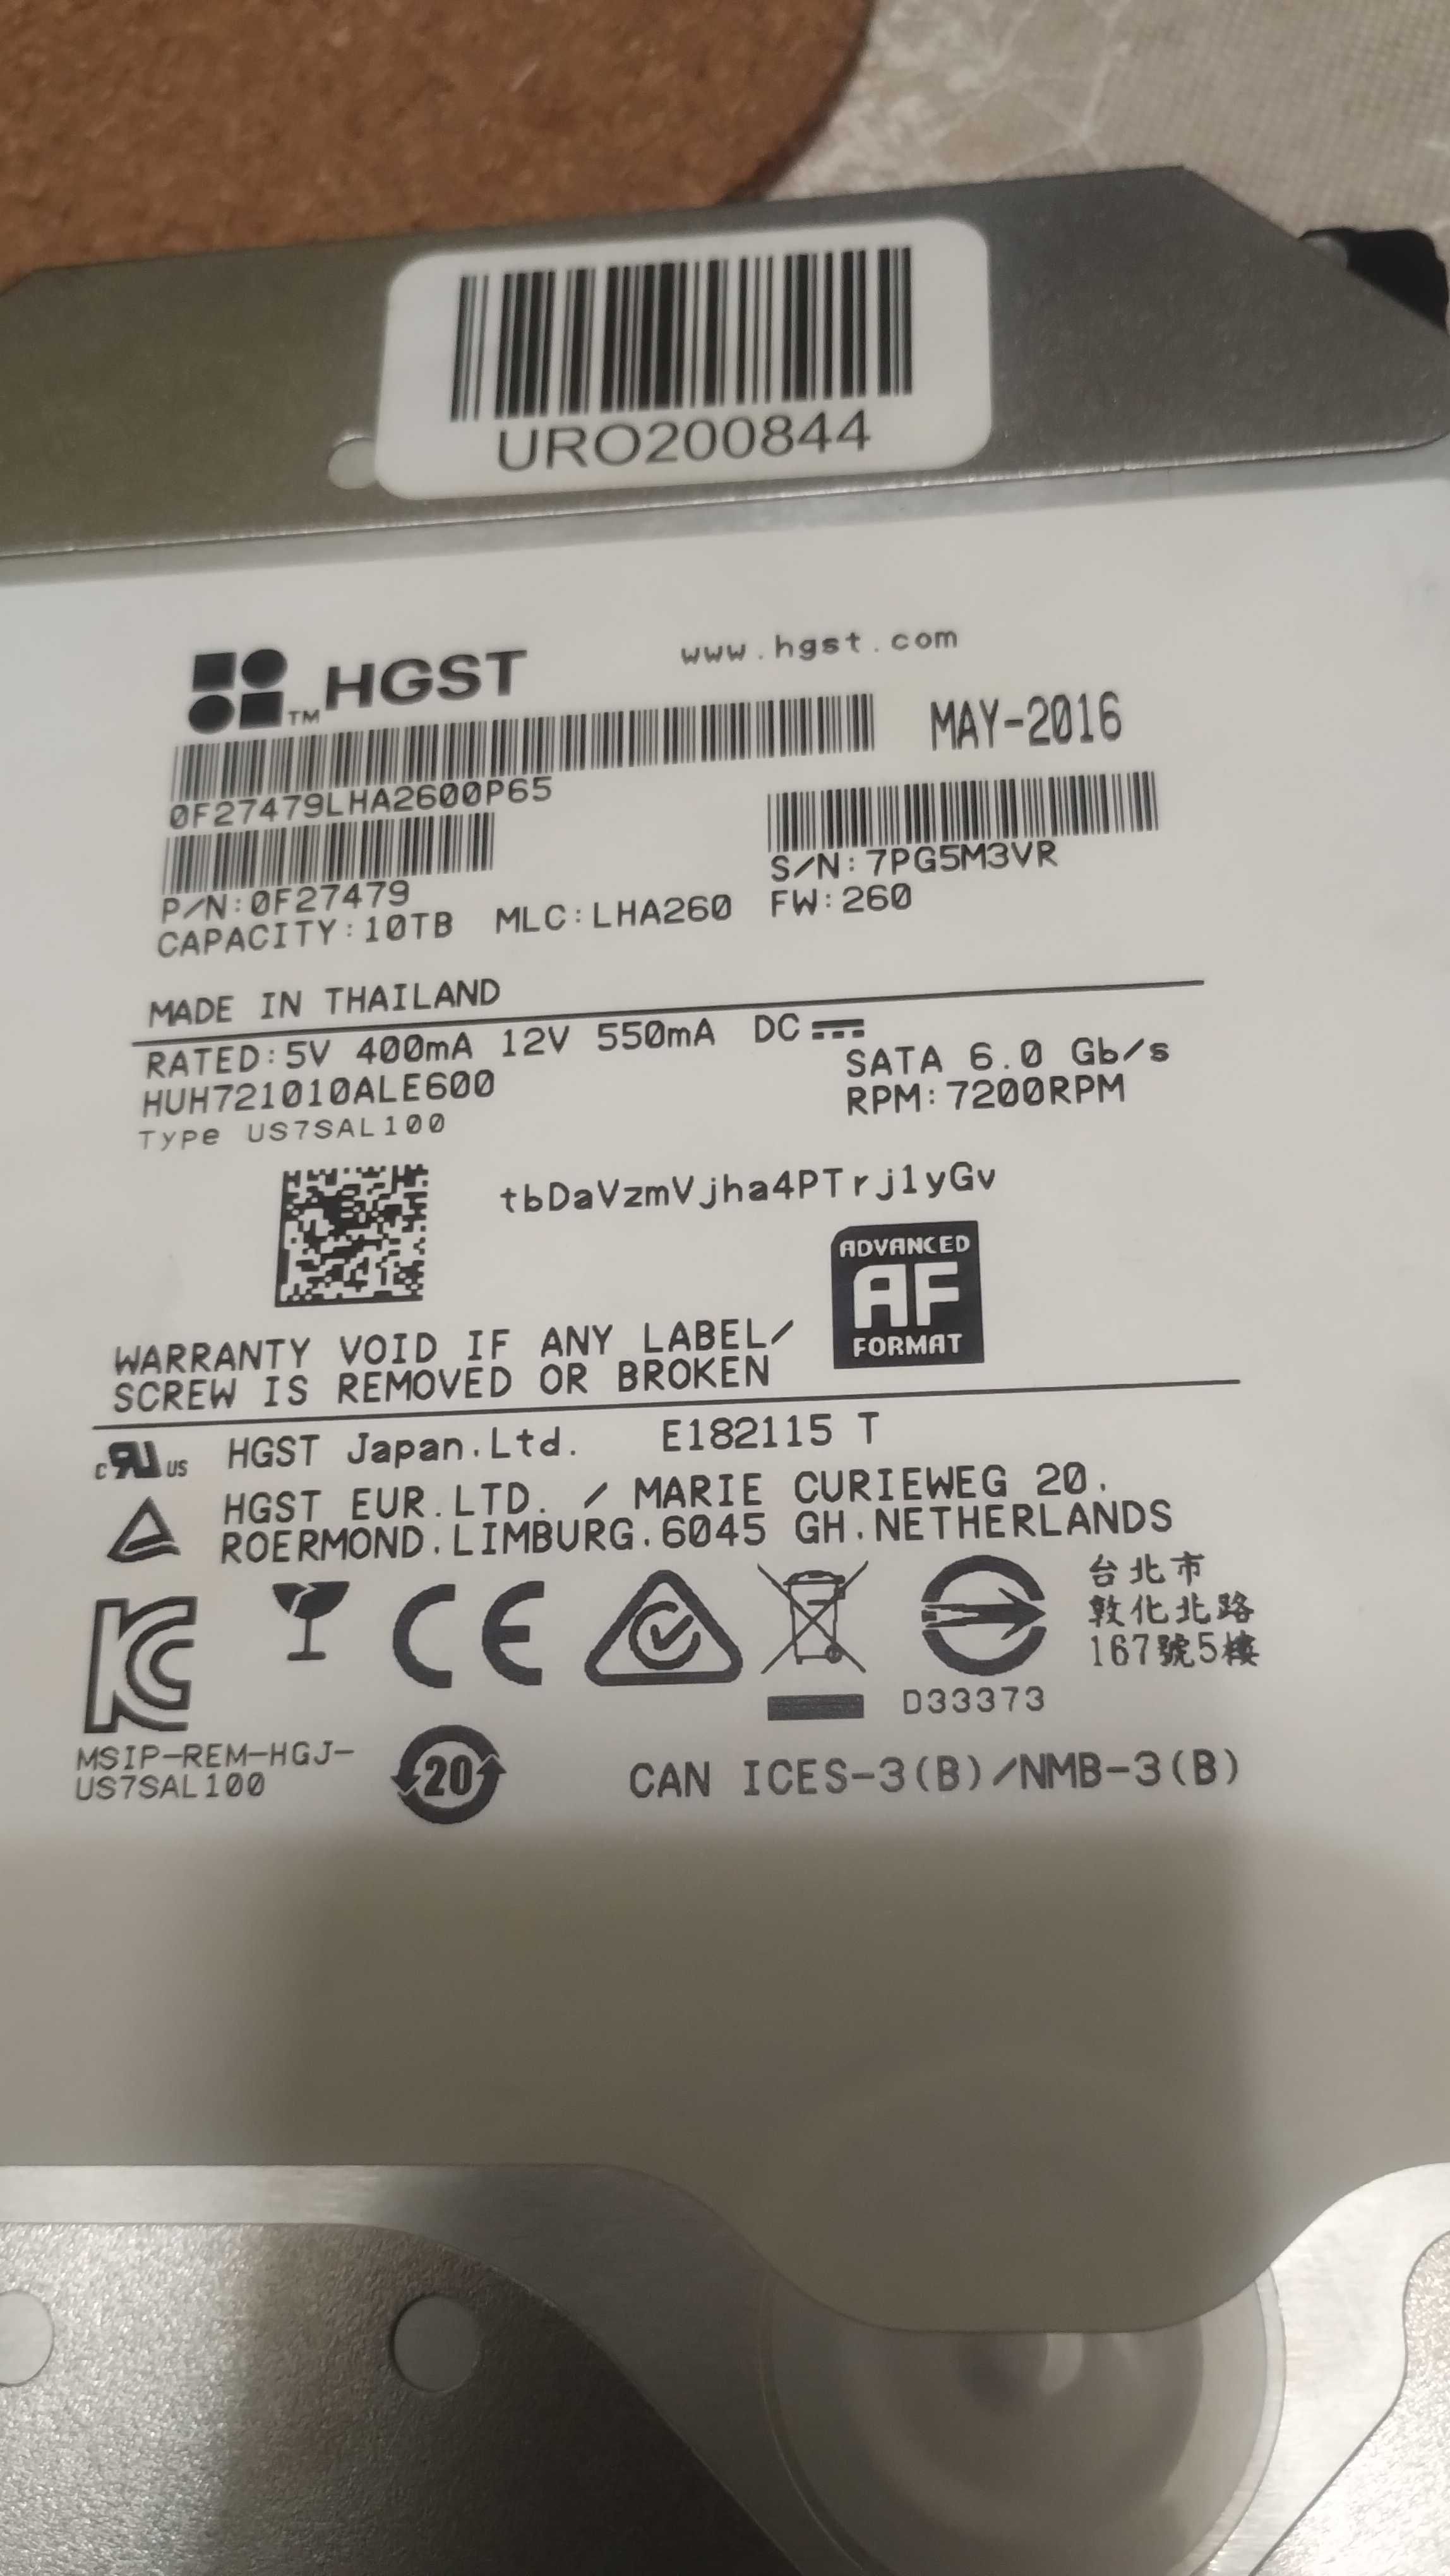 URO200844
HGST
TM
www.hgst.com
MAY-2016
0F27479LHA2600P65
S/N:7PG5M3VR
P/N:0F27479
FW:260
CAPACITY:10TB MLC:LHA260
MADE IN THAILAND
RATED:5V 400mA 12V 550mA DC
SATA 6.0 Gb/s
HUH721010ALE600
RPM:7200RPM
Type US7SAL100
tbDaVzmVjha4PTrj1yGv
ADVANCED
AF
FORMAT
WARRANTY VOID IF ANY LABEL/
SCREW IS REMOVED OR BROKEN
c RU US HGST Japan.Ltd. E182115 T
HGST EUR.LTD. / MARIE CURIEWEG 20,
ROERMOND,LIMBURG,6045 GH,NETHERLANDS
CE
台北市
敦化北路
167號5樓
D33373
MSIP-REM-HGJ-
US7SAL100
20
CAN ICES-3(B)/NMB-3(B)